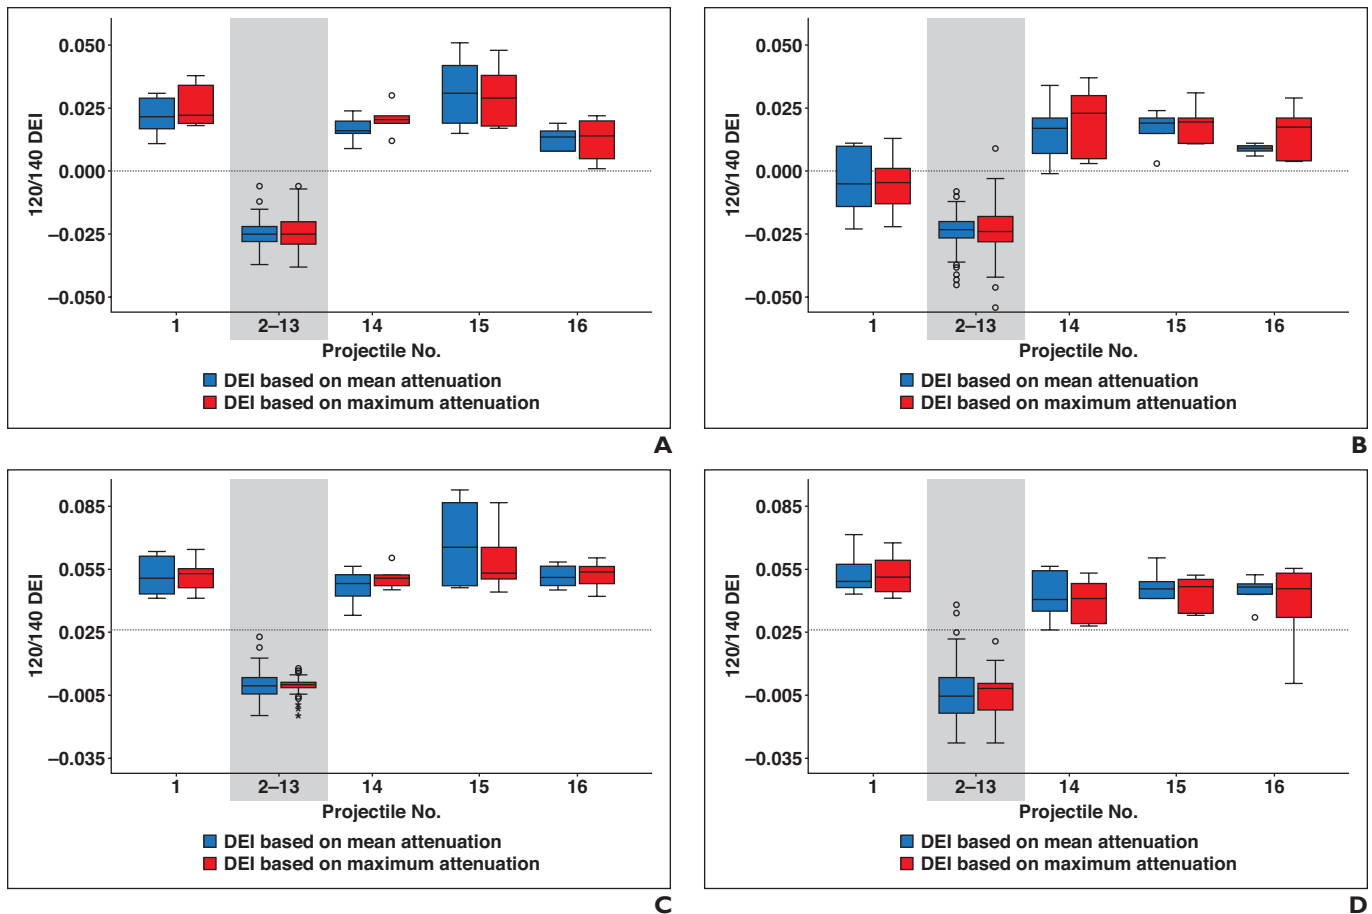 0.050
0.025
0.000
–0.025
–0.050
120/140 DEI
1 2–13 14 15 16
Projectile No.
DEI based on mean attenuation
DEI based on maximum attenuation
A
0.050
0.025
0.000
–0.025
–0.050
120/140 DEI
1 2–13 14 15 16
Projectile No.
DEI based on mean attenuation
DEI based on maximum attenuation
B
0.085
0.055
0.025
–0.005
–0.035
120/140 DEI
1 2–13 14 15 16
Projectile No.
DEI based on mean attenuation
DEI based on maximum attenuation
C
0.085
0.055
0.025
–0.005
–0.035
120/140 DEI
1 2–13 14 15 16
Projectile No.
DEI based on mean attenuation
DEI based on maximum attenuation
D